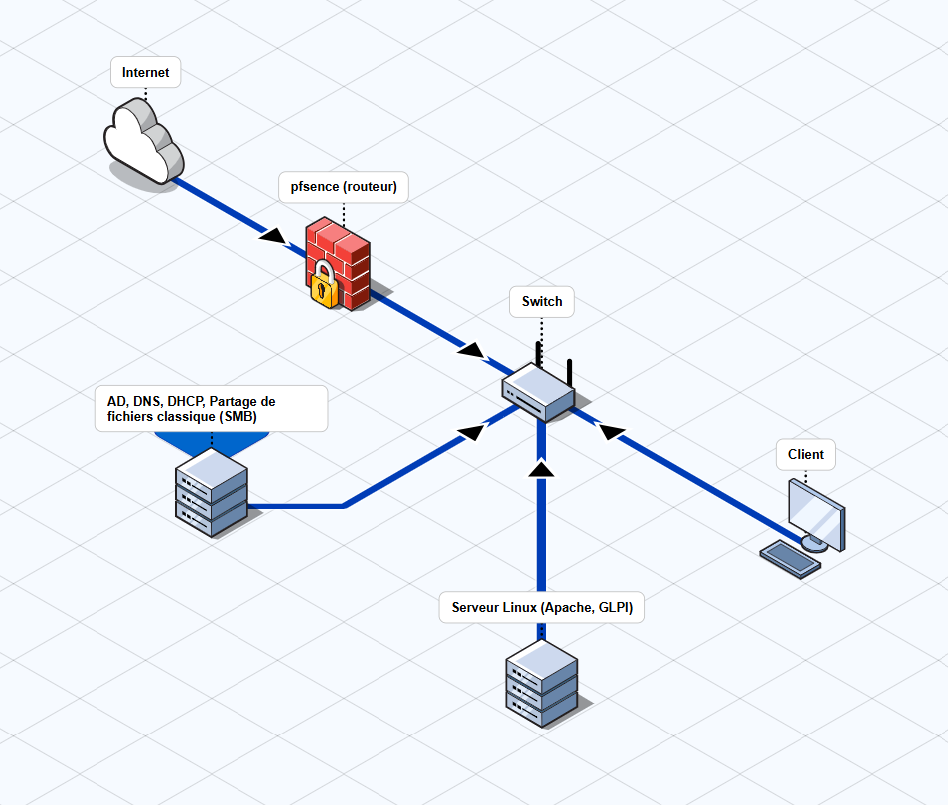 Internet
pfsence (routeur)
Switch
AD, DNS, DHCP, Partage de
fichiers classique (SMB)
Client
Serveur Linux (Apache, GLPI)